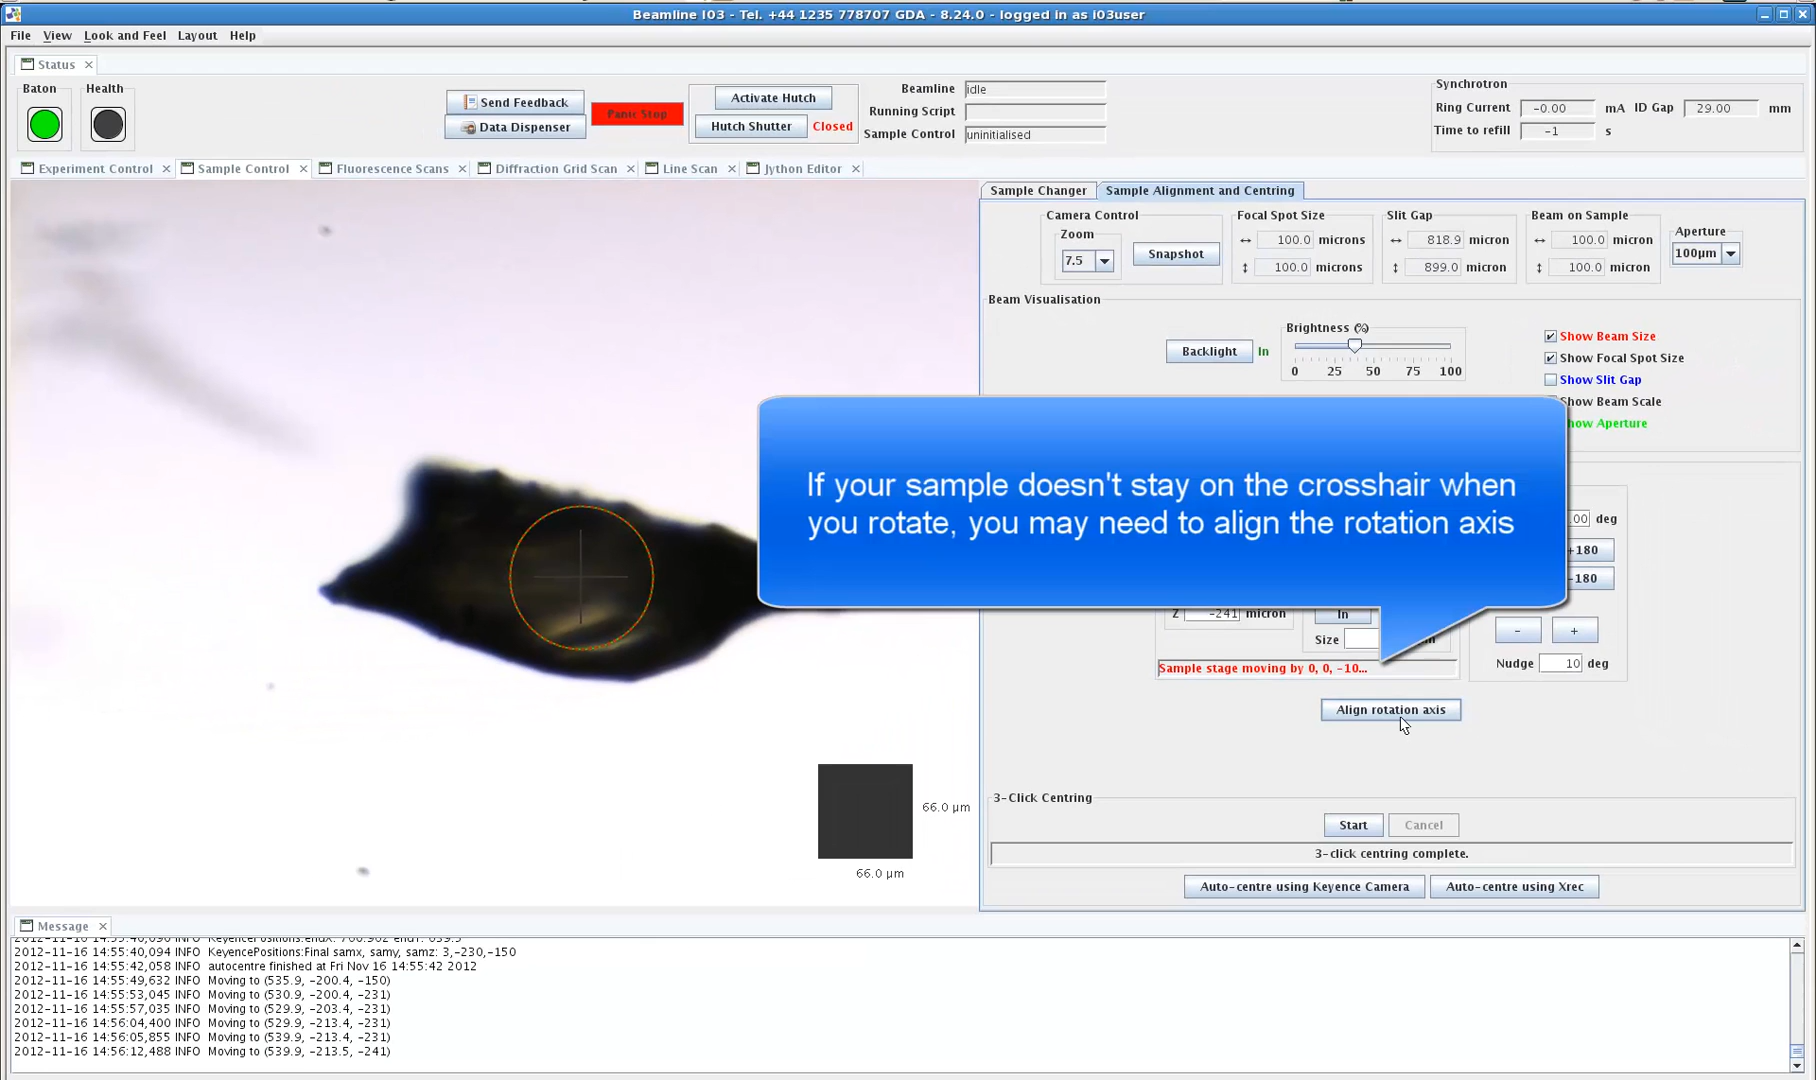 Beamline I03 - Tel. +44 1235 778707 GDA - 8.24.0 - logged in as i03user
File View Look and Feel Layout Help
Status
Baton Health
Send Feedback
Data Dispenser
Panic Stop
Activate Hutch
Hutch Shutter Closed
Beamline idle
Running Script
Sample Control uninitialised
Synchrotron
Ring Current -0.00 mA ID Gap 29.00 mm
Time to refill -1 s
Experiment Control Sample Control Fluorescence Scans Diffraction Grid Scan Line Scan Jython Editor
Sample Changer Sample Alignment and Centring
Camera Control
Zoom
7.5
Snapshot
Focal Spot Size
100.0 microns
100.0 microns
Slit Gap
818.9 micron
899.0 micron
Beam on Sample
100.0 micron
100.0 micron
Aperture
100μm
Beam Visualisation
Backlight In
Brightness (%)
0 25 50 75 100
Show Beam Size
Show Focal Spot Size
Show Slit Gap
Show Beam Scale
how Aperture
If your sample doesn't stay on the crosshair when
you rotate, you may need to align the rotation axis
.00 deg
+180
-180
Z -241 micron
In
Size
- +
Nudge 10 deg
Sample stage moving by 0, 0, -10...
Align rotation axis
66.0 μm
66.0 μm
3-Click Centring
Start Cancel
3-click centring complete.
Auto-centre using Keyence Camera Auto-centre using Xrec
Message
2012-11-16 14:55:40,094 INFO KeyencePositions:Final samx, samy, samz: 3,-230,-150
2012-11-16 14:55:42,058 INFO autocentre finished at Fri Nov 16 14:55:42 2012
2012-11-16 14:55:49,632 INFO Moving to (535.9, -200.4, -150)
2012-11-16 14:55:53,045 INFO Moving to (530.9, -200.4, -231)
2012-11-16 14:55:57,035 INFO Moving to (529.9, -203.4, -231)
2012-11-16 14:56:04,400 INFO Moving to (529.9, -213.4, -231)
2012-11-16 14:56:05,855 INFO Moving to (539.9, -213.4, -231)
2012-11-16 14:56:12,488 INFO Moving to (539.9, -213.5, -241)